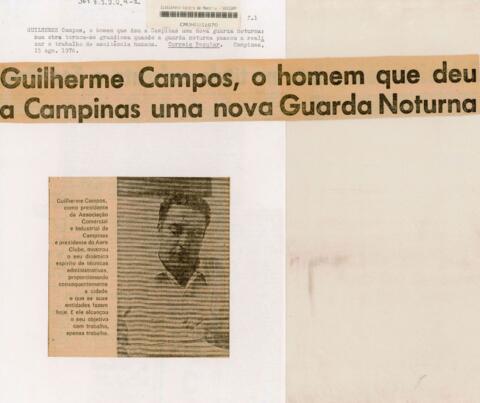 GUILHERME Campos, o homem que deu a Campinas uma nova guarda noturna:
sua obra tornou-se grandiosa quando a guarda noturna passou a reali
zar o trabalho de assistência humana. Correio Popular. Campinas,
15 ago. 1976.
Guilherme Campos, o homem que deu
a Campinas uma nova Guarda Noturna
Guilherme Campos,
como presidente
da Associação
Comercial
e Industrial de
Campinas
e presidente do Aero
Clube, mostrou
o seu dinâmico
espírito de técnicas
administrativas,
proporcionando
consequentemente
a cidade
e que as suas
entidades fazem
hoje. E ele alcançou
o seu objetivo
com trabalho,
apenas trabalho.